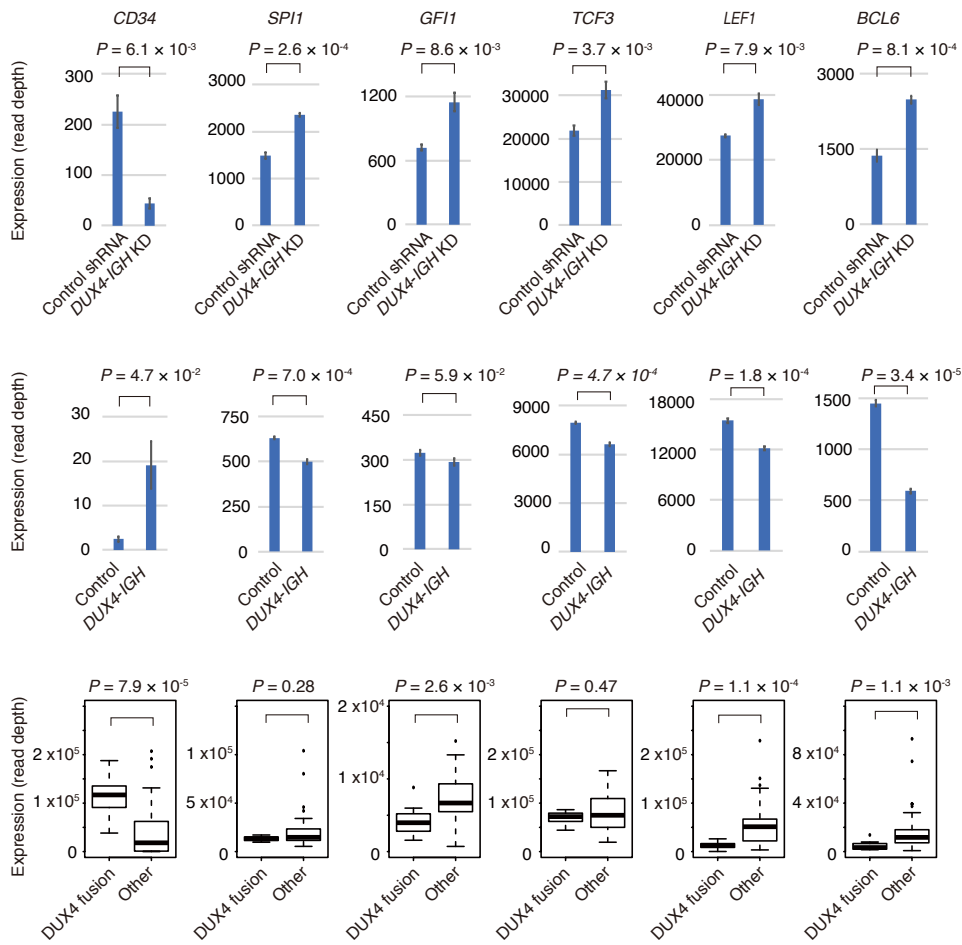 CD34 SPI1 GFI1 TCF3 LEF1 BCL6
P = 6.1 × 10-3 P = 2.6 × 10-4 P = 8.6 × 10-3 P = 3.7 × 10-3 P = 7.9 × 10-3 P = 8.1 × 10-4
Expression (read depth)
300 200 100 0
3000 2000 1000 0
1200 600 0
30000 20000 10000 0
40000 20000 0
3000 1500 0
Control shRNA DUX4-IGH KD Control shRNA DUX4-IGH KD Control shRNA DUX4-IGH KD Control shRNA DUX4-IGH KD Control shRNA DUX4-IGH KD Control shRNA DUX4-IGH KD
P = 4.7 × 10-2 P = 7.0 × 10-4 P = 5.9 × 10-2 P = 4.7 × 10-4 P = 1.8 × 10-4 P = 3.4 × 10-5
Expression (read depth)
30 20 10 0
750 500 250 0
450 300 150 0
9000 6000 3000 0
18000 12000 6000 0
1500 1000 500 0
Control DUX4-IGH Control DUX4-IGH Control DUX4-IGH Control DUX4-IGH Control DUX4-IGH Control DUX4-IGH
P = 7.9 × 10-5 P = 0.28 P = 2.6 × 10-3 P = 0.47 P = 1.1 × 10-4 P = 1.1 × 10-3
Expression (read depth)
2 x105 1 x105 0
1 x105 5 x104 0
2 x104 1 x104 0
2 x105 1 x105 0
2 x105 1 x105 0
8 x104 4 x104 0
DUX4 fusion Other DUX4 fusion Other DUX4 fusion Other DUX4 fusion Other DUX4 fusion Other DUX4 fusion Other